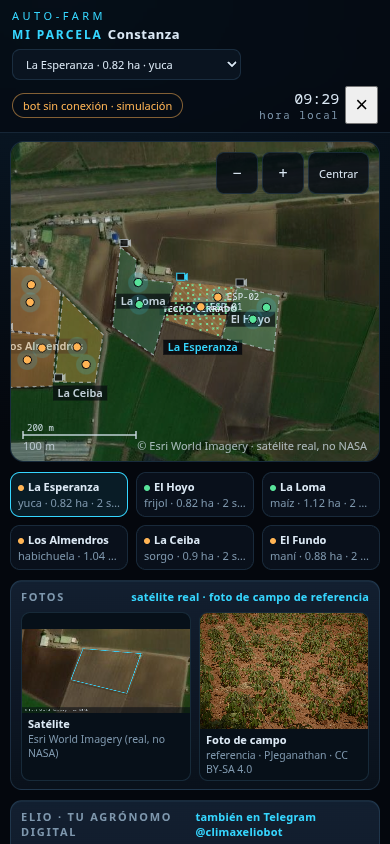 AUTO-FARM
MI PARCELA Constanza
La Esperanza · 0.82 ha · yuca
bot sin conexión · simulación
09:29
hora local
×
−
+
Centrar
La Loma
ESP-02
El Hoyo
La Esperanza
os Almendro
La Ceiba
200 m
100 m
© Esri World Imagery · satélite real, no NASA
La Esperanza
yuca · 0.82 ha · 2 s...
El Hoyo
frijol · 0.82 ha · 2 s...
La Loma
maíz · 1.12 ha · 2 ...
Los Almendros
habichuela · 1.04 ...
La Ceiba
sorgo · 0.9 ha · 2 s...
El Fundo
maní · 0.88 ha · 2 ...
FOTOS
satélite real · foto de campo de referencia
Satélite
Esri World Imagery (real, no
NASA)
Foto de campo
referencia · PJeganathan · CC
BY-SA 4.0
ELIO · TU AGRÓNOMO
DIGITAL
también en Telegram
@climaxeliobot